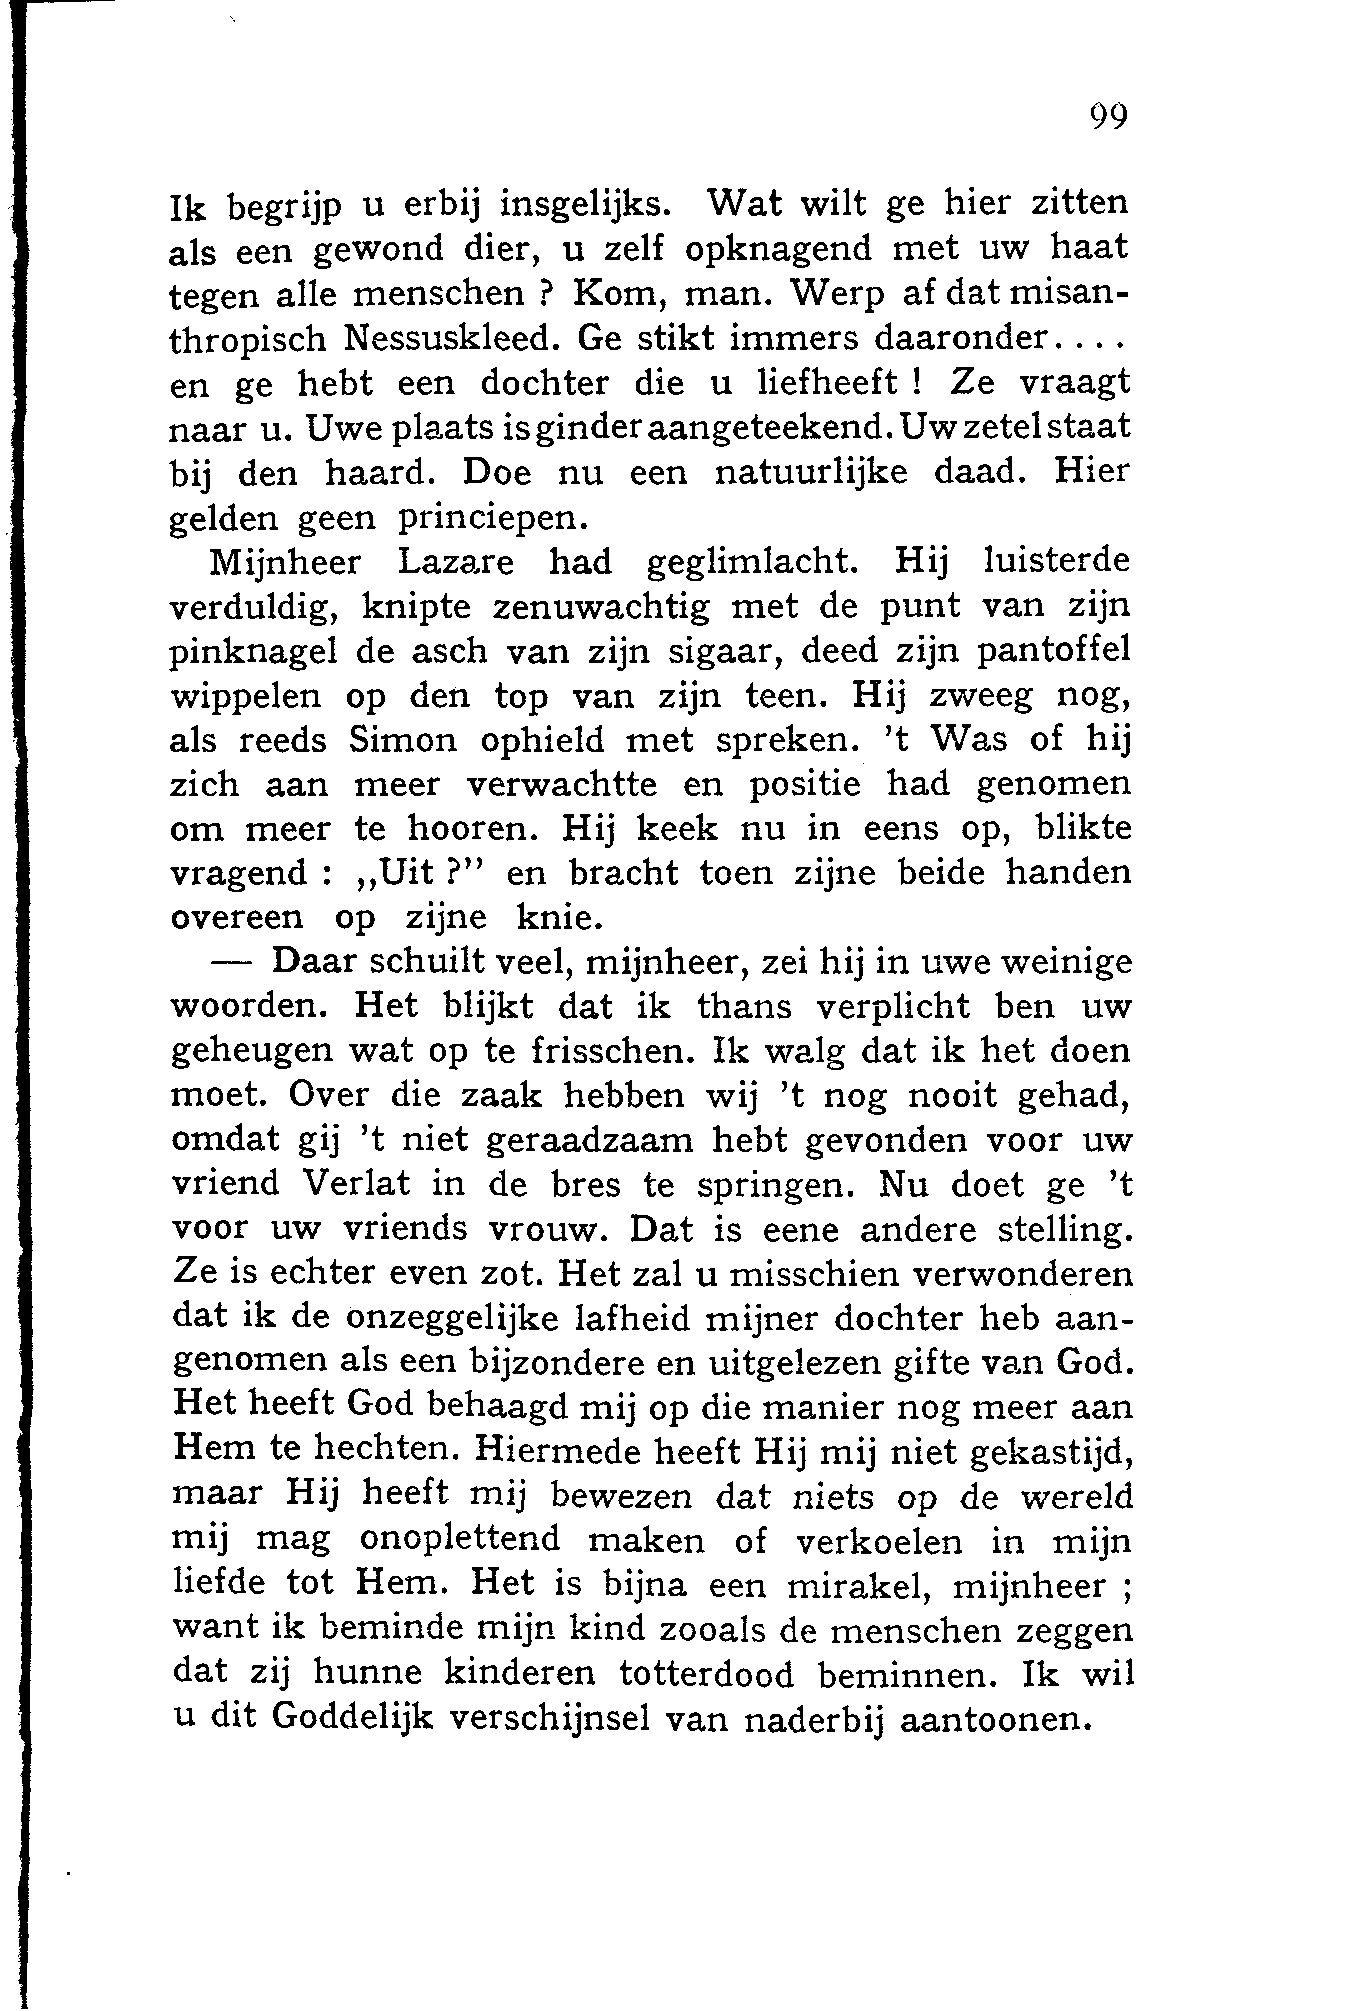 99
Ik begrijp u erbij insgelijks. Wat wilt ge hier zitten
als een gewond dier, u zelf opknagend met uw haat
tegen alle menschen ? Kom, man. Werp af dat misan-
thropisch Nessuskleed. Ge stikt immers daaronder....
en ge hebt een dochter die u liefheeft ! Ze vraagt
naar u. Uwe plaats is ginder aangeteekend. Uw zetel staat
bij den haard. Doe nu een natuurlijke daad. Hier
gelden geen princiepen.
Mijnheer Lazare had geglimlacht. Hij luisterde
verduldig, knipte zenuwachtig met de punt van zijn
pinknagel de asch van zijn sigaar, deed zijn pantoffel
wippelen op den top van zijn teen. Hij zweeg nog,
als reeds Simon ophield met spreken. 't Was of hij
zich aan meer verwachtte en positie had genomen
om meer te hooren. Hij keek nu in eens op, blikte
vragend : ,,Uit ?" en bracht toen zijne beide handen
overeen op zijne knie.
— Daar schuilt veel, mijnheer, zei hij in uwe weinige
woorden. Het blijkt dat ik thans verplicht ben uw
geheugen wat op te frisschen. Ik walg dat ik het doen
moet. Over die zaak hebben wij 't nog nooit gehad,
omdat gij 't niet geraadzaam hebt gevonden voor uw
vriend Verlat in de bres te springen. Nu doet ge 't
voor uw vriends vrouw. Dat is eene andere stelling.
Ze is echter even zot. Het zal u misschien verwonderen
dat ik de onzeggelijke lafheid mijner dochter heb aan-
genomen als een bijzondere en uitgelezen gifte van God.
Het heeft God behaagd mij op die manier nog meer aan
Hem te hechten. Hiermede heeft Hij mij niet gekastijd,
maar Hij heeft mij bewezen dat niets op de wereld
mij mag onoplettend maken of verkoelen in mijn
liefde tot Hem. Het is bijna een mirakel, mijnheer ;
want ik beminde mijn kind zooals de menschen zeggen
dat zij hunne kinderen totterdood beminnen. Ik wil
u dit Goddelijk verschijnsel van naderbij aantoonen.